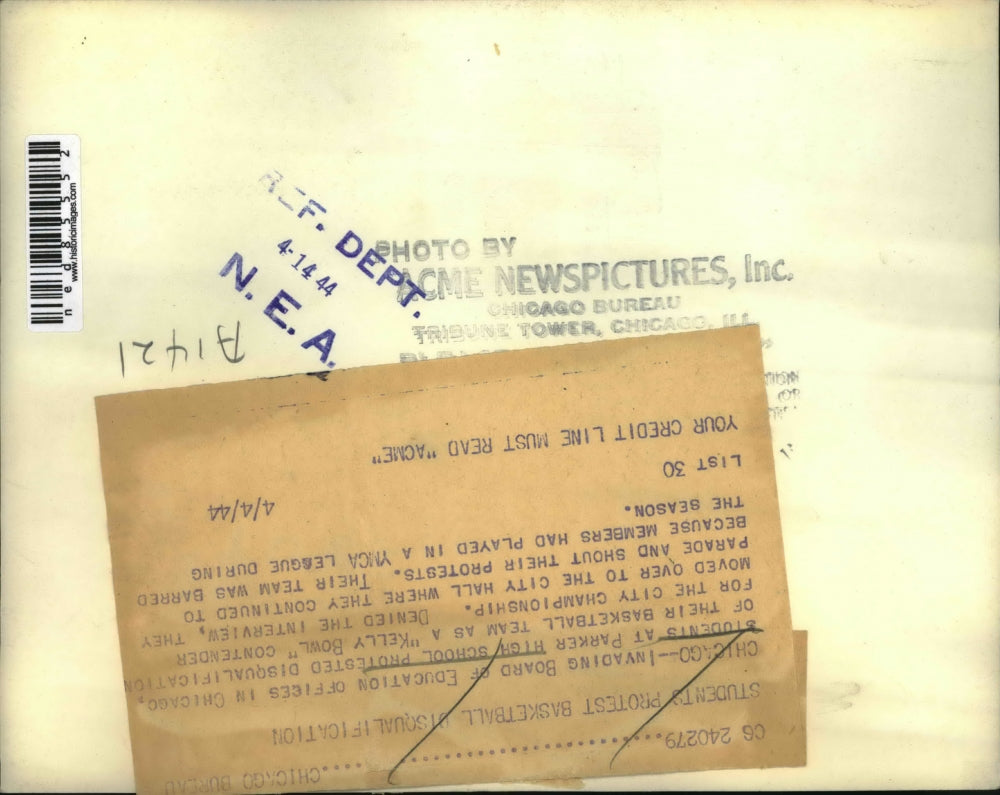 REF. DEPT.
4-14 44
N. E. A.
PHOTO BY
ACME NEWSPICTURES, Inc.
CHICAGO BUREAU
TRIBUNE TOWER, CHICAGO, ILL.
A1421
ned85552
www.historicimages.com
CG 240279 CHICAGO BUREAU
STUDENTS PROTEST BASKETBALL DISQUALIFICATION
CHICAGO--INVADING BOARD OF EDUCATION OFFICES IN CHICAGO,
STUDENTS AT PARKER HIGH SCHOOL PROTESTED DISQUALIFICATION
OF THEIR BASKETBALL TEAM AS A "KELLY BOWL" CONTENDER
FOR THE CITY CHAMPIONSHIP. DENIED THE INTERVIEW, THEY
MOVED OVER TO THE CITY HALL WHERE THEY CONTINUED TO
PARADE AND SHOUT THEIR PROTESTS. THEIR TEAM WAS BARRED
BECAUSE MEMBERS HAD PLAYED IN A YMCA LEAGUE DURING
THE SEASON.
4/4/44
LIST 30
YOUR CREDIT LINE MUST READ "ACME"